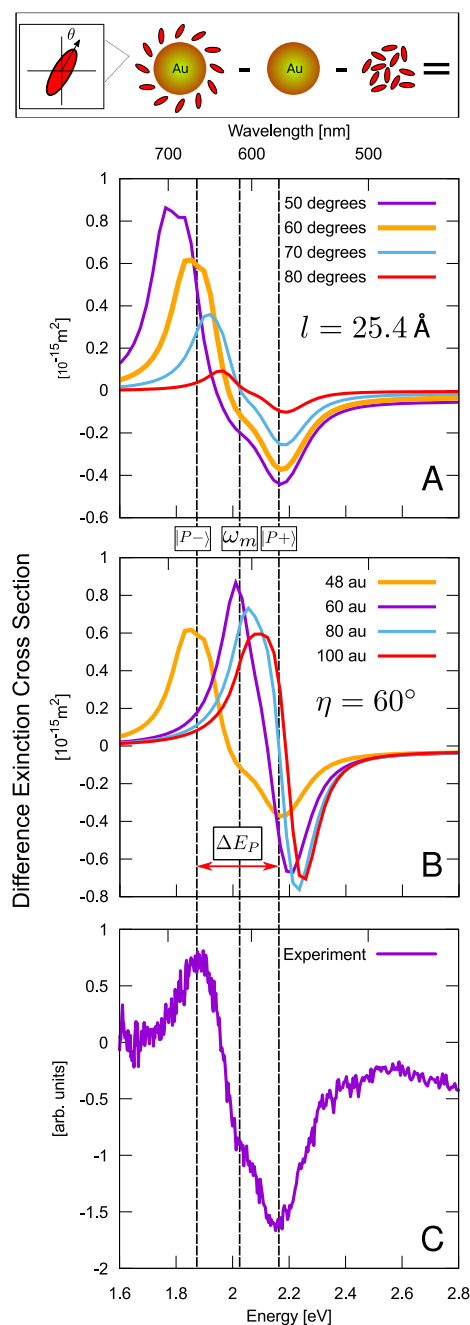 θ
Au
-
Au
-
=
Wavelength [nm]
700
600
500
1
0.8
0.6
0.4
0.2
0
-0.2
-0.4
-0.6
[10⁻¹⁵m²]
50 degrees
60 degrees
70 degrees
80 degrees
l = 25.4 Å
A
|P−⟩
ω_m
|P+⟩
Difference Exinction Cross Section
1
0.8
0.6
0.4
0.2
0
-0.2
-0.4
-0.6
-0.8
[10⁻¹⁵m²]
48 au
60 au
80 au
100 au
η = 60°
ΔE_P
B
1
0.5
0
-0.5
-1
-1.5
-2
[arb. units]
Experiment
C
1.6
1.8
2
2.2
2.4
2.6
2.8
Energy [eV]